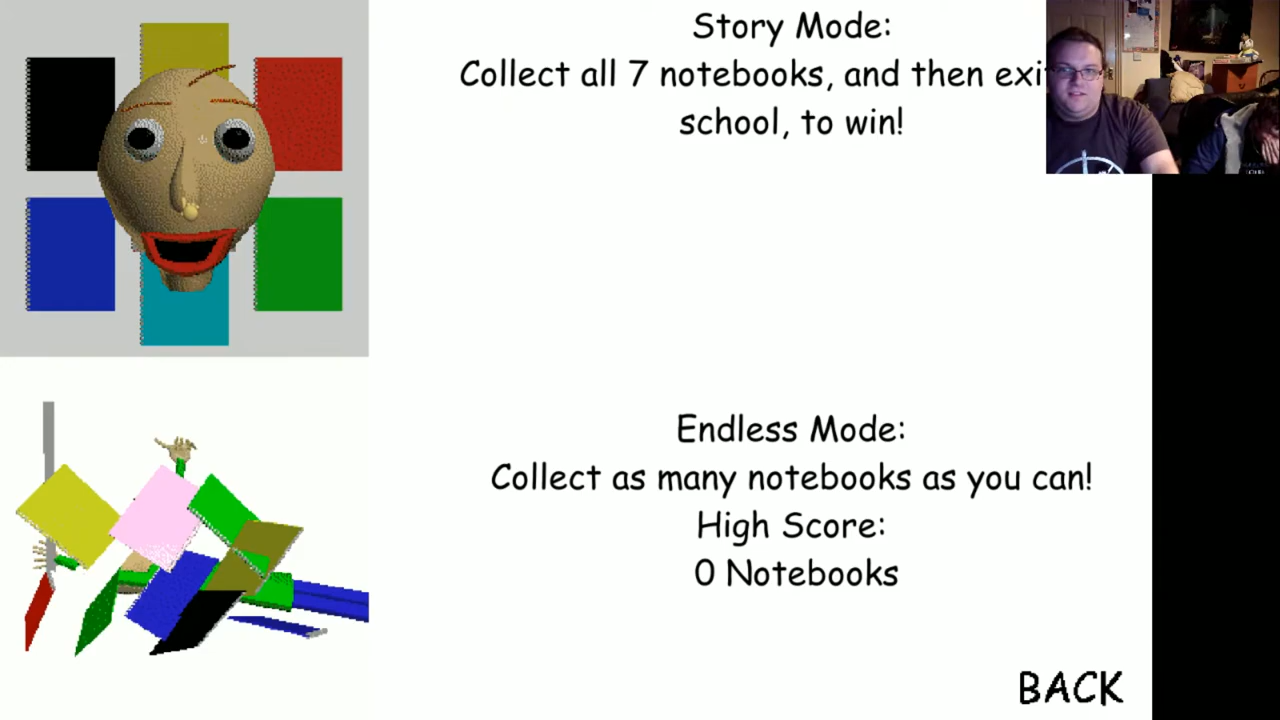 Story Mode:
Collect all 7 notebooks, and then exi
school, to win!
Endless Mode:
Collect as many notebooks as you can!
High Score:
0 Notebooks
BACK